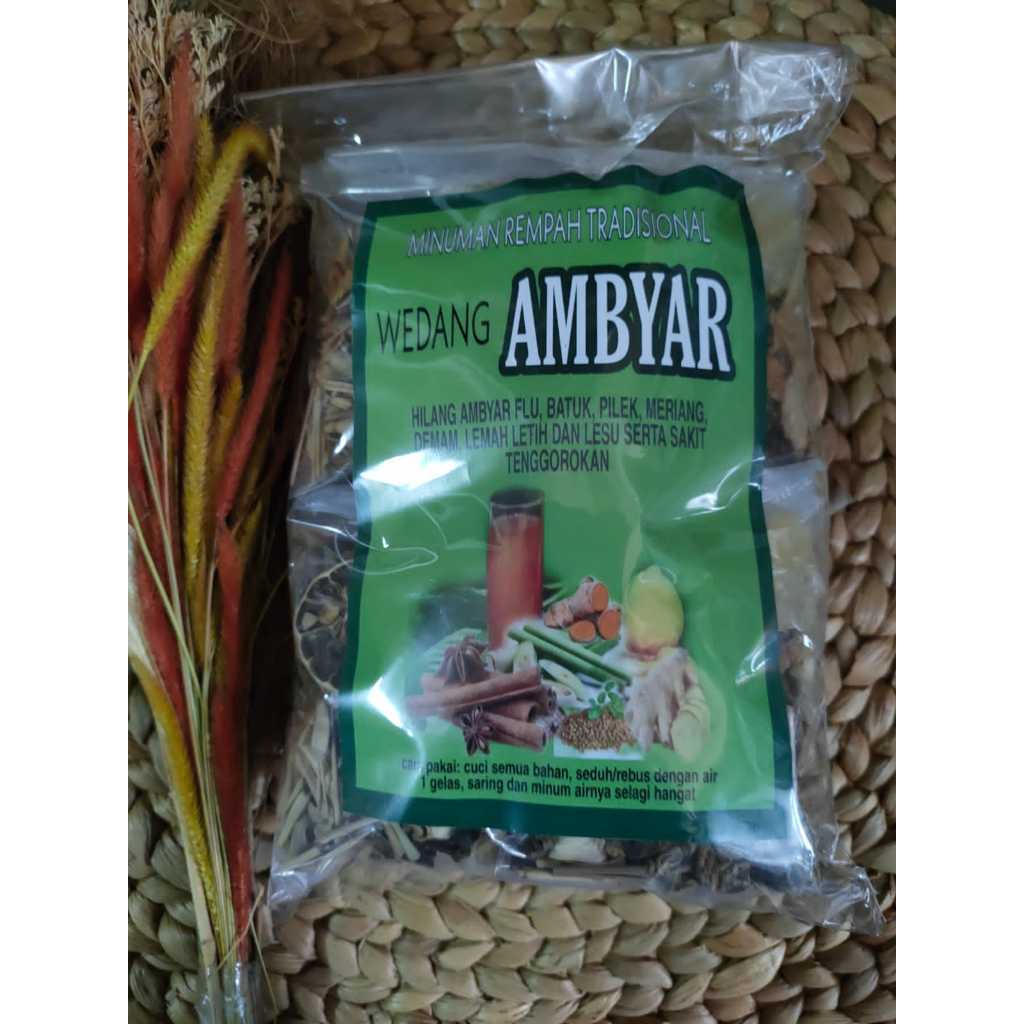 MINUMAN REMPAH TRADISIONAL
WEDANG AMBYAR
HILANG AMBYAR FLU, BATUK, PILEK, MERIANG,
DEMAM, LEMAH LETIH DAN LESU SERTA SAKIT
TENGGOROKAN
cara pakai: cuci semua bahan, seduh/rebus dengan air
1 gelas, saring dan minum airnya selagi hangat